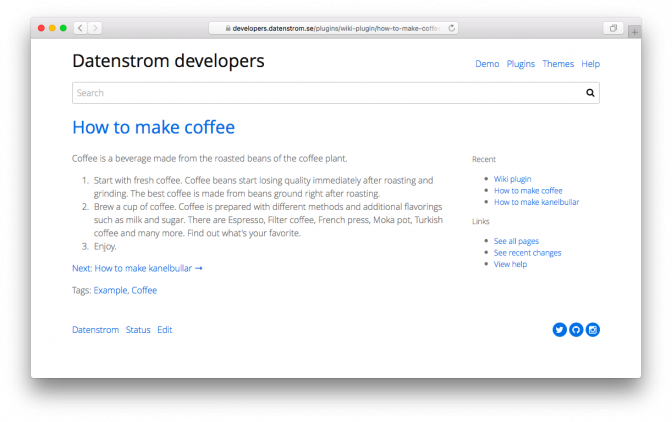 developers.datenstrom.se/plugins/wiki-plugin/how-to-make-coffe
Datenstrom developers
Demo Plugins Themes Help
Search
How to make coffee
Coffee is a beverage made from the roasted beans of the coffee plant.
1. Start with fresh coffee. Coffee beans start losing quality immediately after roasting and
grinding. The best coffee is made from beans ground right after roasting.
2. Brew a cup of coffee. Coffee is prepared with different methods and additional flavorings
such as milk and sugar. There are Espresso, Filter coffee, French press, Moka pot, Turkish
coffee and many more. Find out what's your favorite.
3. Enjoy.
Next: How to make kanelbullar →
Tags: Example, Coffee
Recent
Wiki plugin
How to make coffee
How to make kanelbullar
Links
See all pages
See recent changes
View help
Datenstrom Status Edit